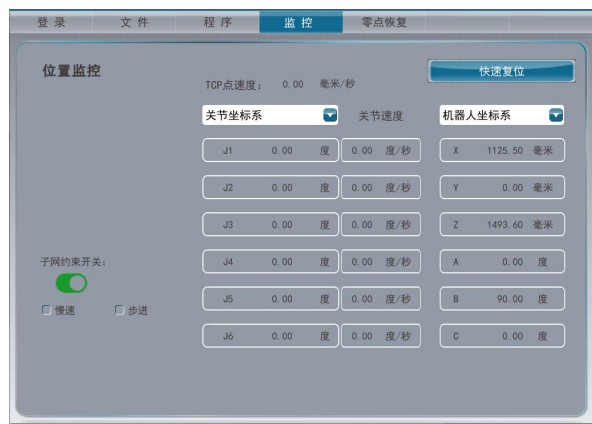 登录 文件 程序 监控 零点恢复
位置监控
快速复位
TCP点速度: 0.00 毫米/秒
关节坐标系 关节速度 机器人坐标系
J1 0.00 度 0.00 度/秒 X 1125.50 毫米
J2 0.00 度 0.00 度/秒 Y 0.00 毫米
J3 0.00 度 0.00 度/秒 Z 1493.60 毫米
子网约束开关: J4 0.00 度 0.00 度/秒 A 0.00 度
慢速 步进 J5 0.00 度 0.00 度/秒 B 90.00 度
J6 0.00 度 0.00 度/秒 C 0.00 度